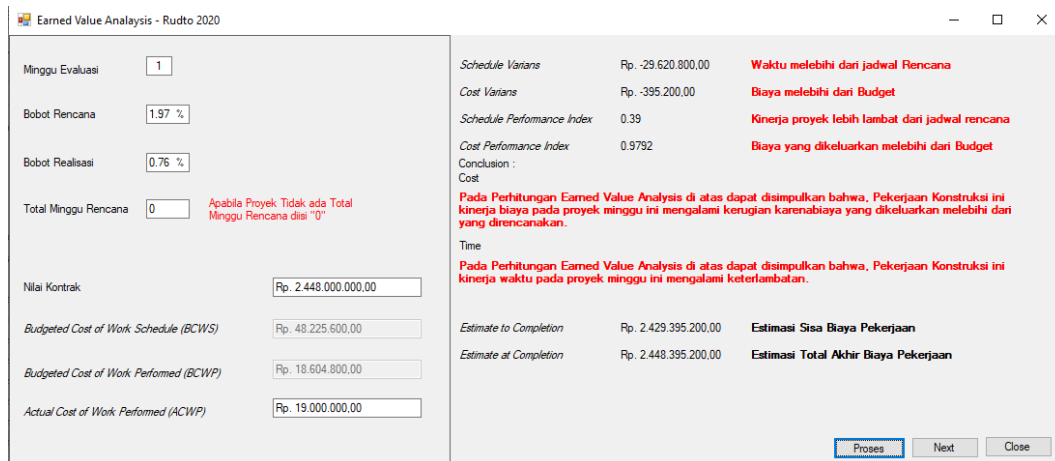 Earned Value Analaysis - Rudto 2020
Minggu Evaluasi 1
Bobot Rencana 1.97 %
Bobot Realisasi 0.76 %
Total Minggu Rencana 0 Apabila Proyek Tidak ada Total
Minggu Rencana diisi "0"
Nilai Kontrak Rp. 2.448.000.000,00
Budgeted Cost of Work Schedule (BCWS) Rp. 48.225.600,00
Budgeted Cost of Work Performed (BCWP) Rp. 18.604.800,00
Actual Cost of Work Performed (ACWP) Rp. 19.000.000,00
Schedule Varians Rp. -29.620.800,00 Waktu melebihi dari jadwal Rencana
Cost Varians Rp. -395.200,00 Biaya melebihi dari Budget
Schedule Performance Index 0.39 Kinerja proyek lebih lambat dari jadwal rencana
Cost Performance Index 0.9792 Biaya yang dikeluarkan melebihi dari Budget
Conclusion :
Cost
Pada Perhitungan Earned Value Analysis di atas dapat disimpulkan bahwa, Pekerjaan Konstruksi ini
kinerja biaya pada proyek minggu ini mengalami kerugian karenabiaya yang dikeluarkan melebihi dari
yang direncanakan.
Time
Pada Perhitungan Earned Value Analysis di atas dapat disimpulkan bahwa, Pekerjaan Konstruksi ini
kinerja waktu pada proyek minggu ini mengalami keterlambatan.
Estimate to Completion Rp. 2.429.395.200,00 Estimasi Sisa Biaya Pekerjaan
Estimate at Completion Rp. 2.448.395.200,00 Estimasi Total Akhir Biaya Pekerjaan
Proses Next Close